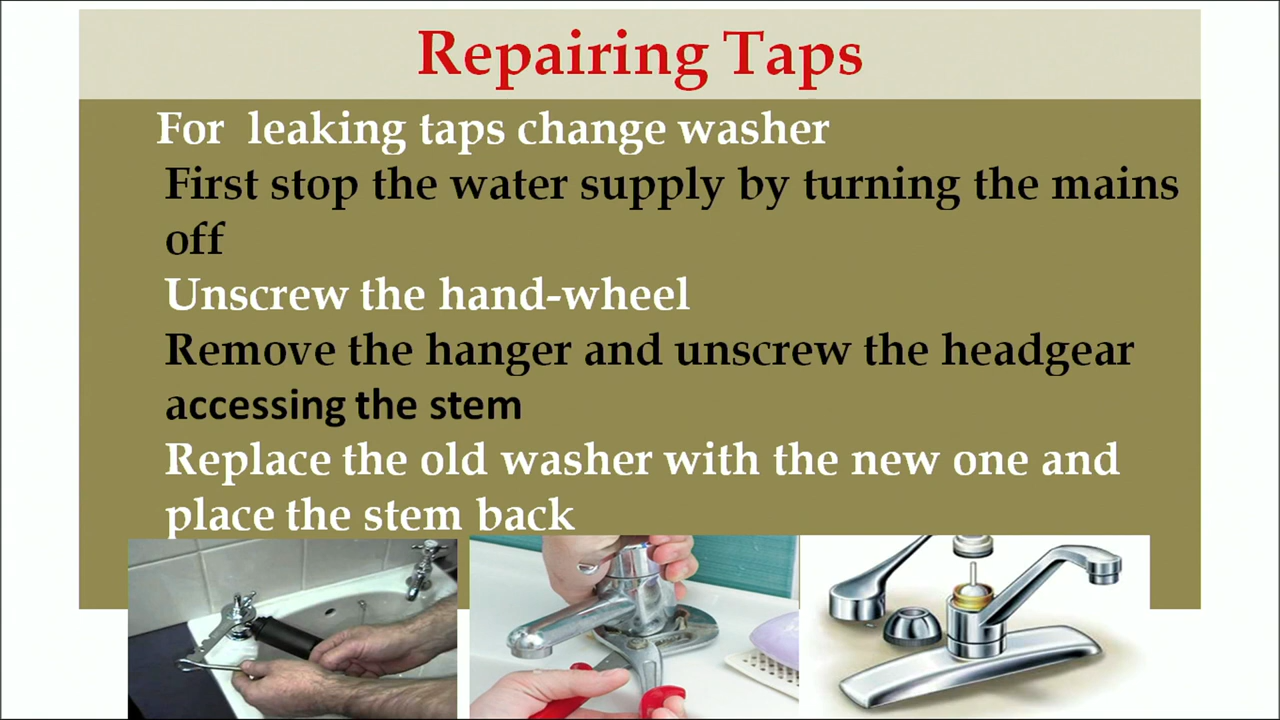 Repairing Taps
For leaking taps change washer
First stop the water supply by turning the mains
off
Unscrew the hand-wheel
Remove the hanger and unscrew the headgear
accessing the stem
Replace the old washer with the new one and
place the stem back